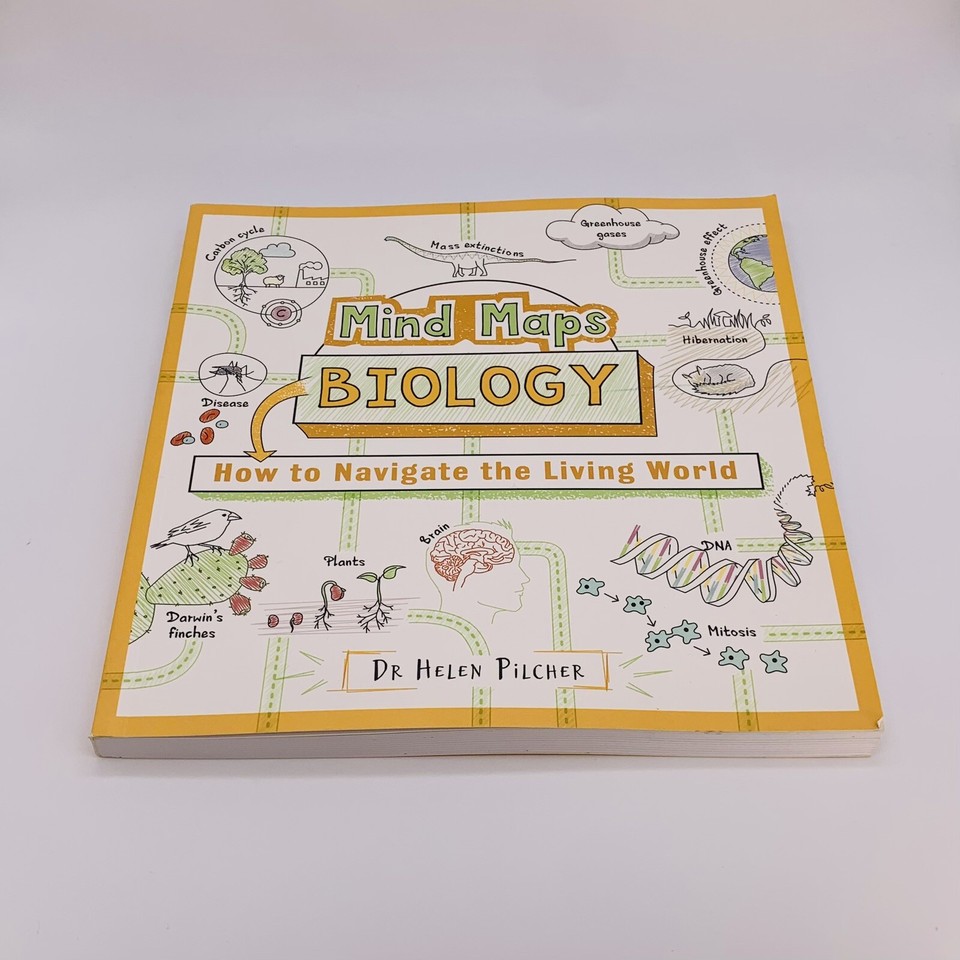 Carbon cycle
C
Mass extinctions
Greenhouse
gases
Greenhouse effect
Mind Maps
BIOLOGY
Hibernation
Disease
How to Navigate the Living World
Darwin's
finches
Plants
Brain
DNA
Mitosis
DR HELEN PILCHER